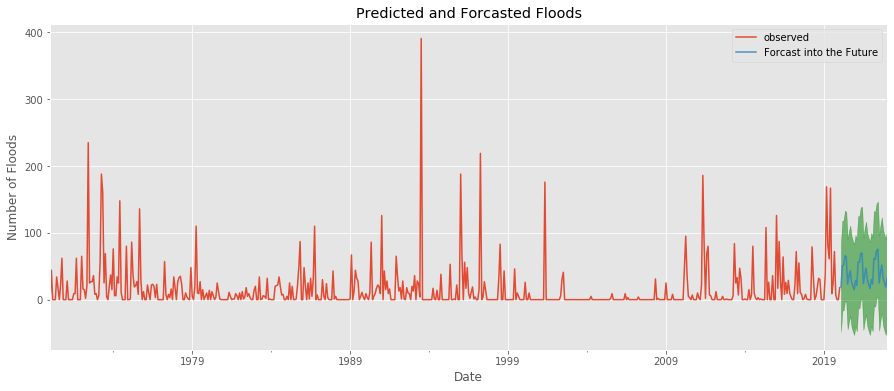 Predicted and Forcasted Floods
observed
Forcast into the Future
Number of Floods
400
300
200
100
0
1979
1989
1999
2009
2019
Date